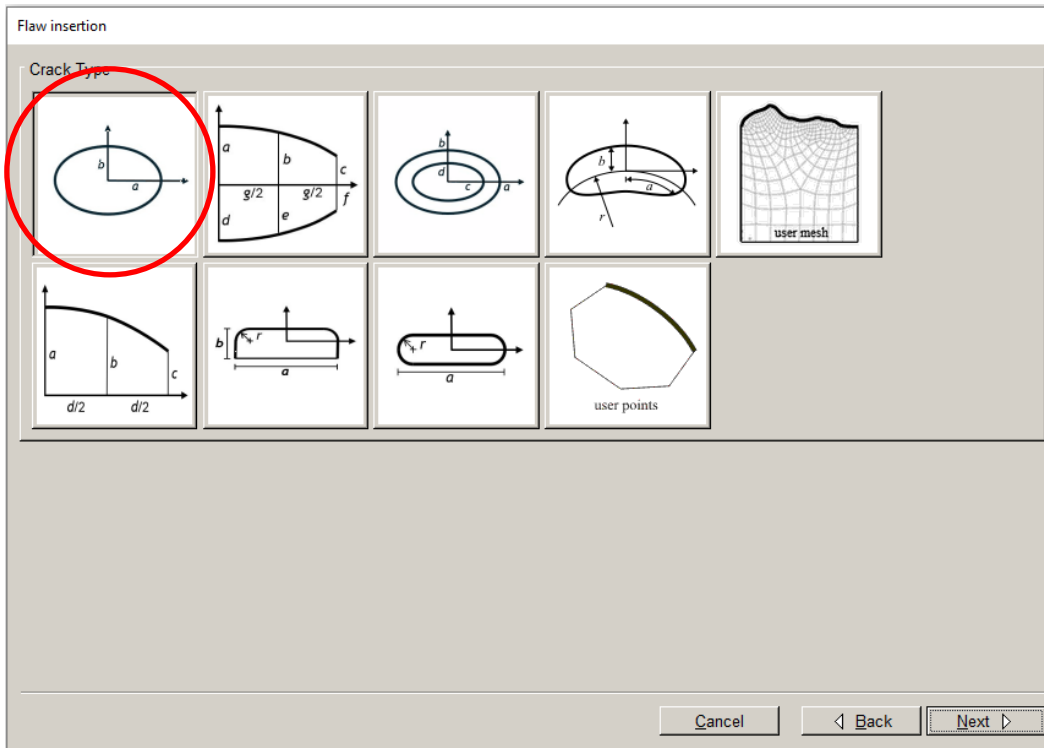 Flaw insertion
Crack Type
b
a
a
b
c
g/2
g/2
f
d
e
b
d
c
a
b
a
r
user mesh
a
b
c
d/2
d/2
b
r
a
r
a
user points
Cancel
Back
Next